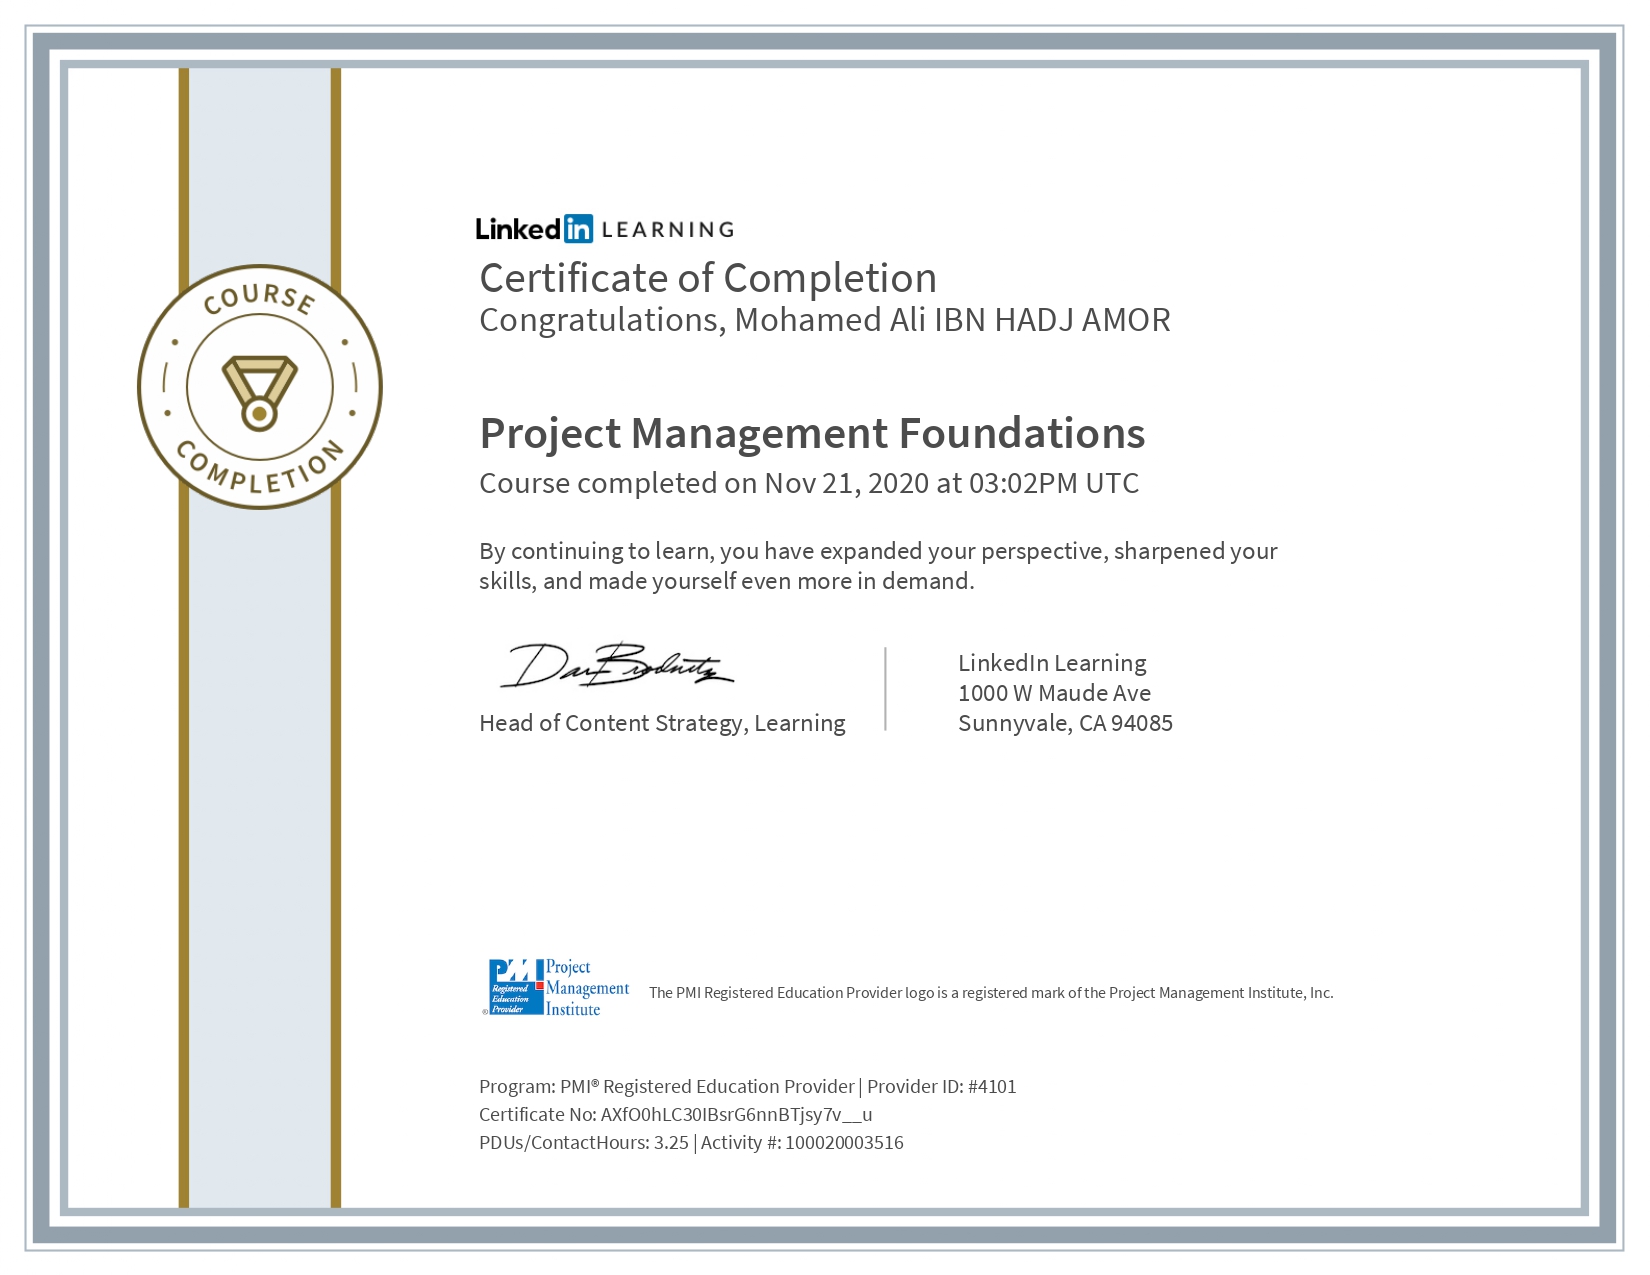 COURSE
COMPLETION
Linked in LEARNING
Certificate of Completion
Congratulations, Mohamed Ali IBN HADJ AMOR
Project Management Foundations
Course completed on Nov 21, 2020 at 03:02PM UTC
By continuing to learn, you have expanded your perspective, sharpened your
skills, and made yourself even more in demand.
Head of Content Strategy, Learning
LinkedIn Learning
1000 W Maude Ave
Sunnyvale, CA 94085
PMI
Registered
Education
Provider
®
Project
Management
Institute
The PMI Registered Education Provider logo is a registered mark of the Project Management Institute, Inc.
Program: PMI® Registered Education Provider | Provider ID: #4101
Certificate No: AXfO0hLC30IBsrG6nnBTjsy7v__u
PDUs/ContactHours: 3.25 | Activity #: 100020003516